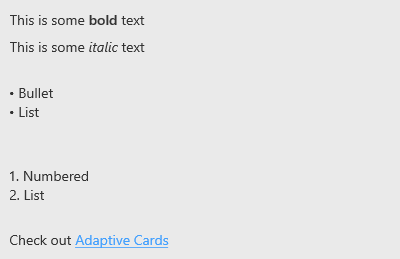 This is some bold text
This is some italic text
• Bullet
• List
1. Numbered
2. List
Check out Adaptive Cards